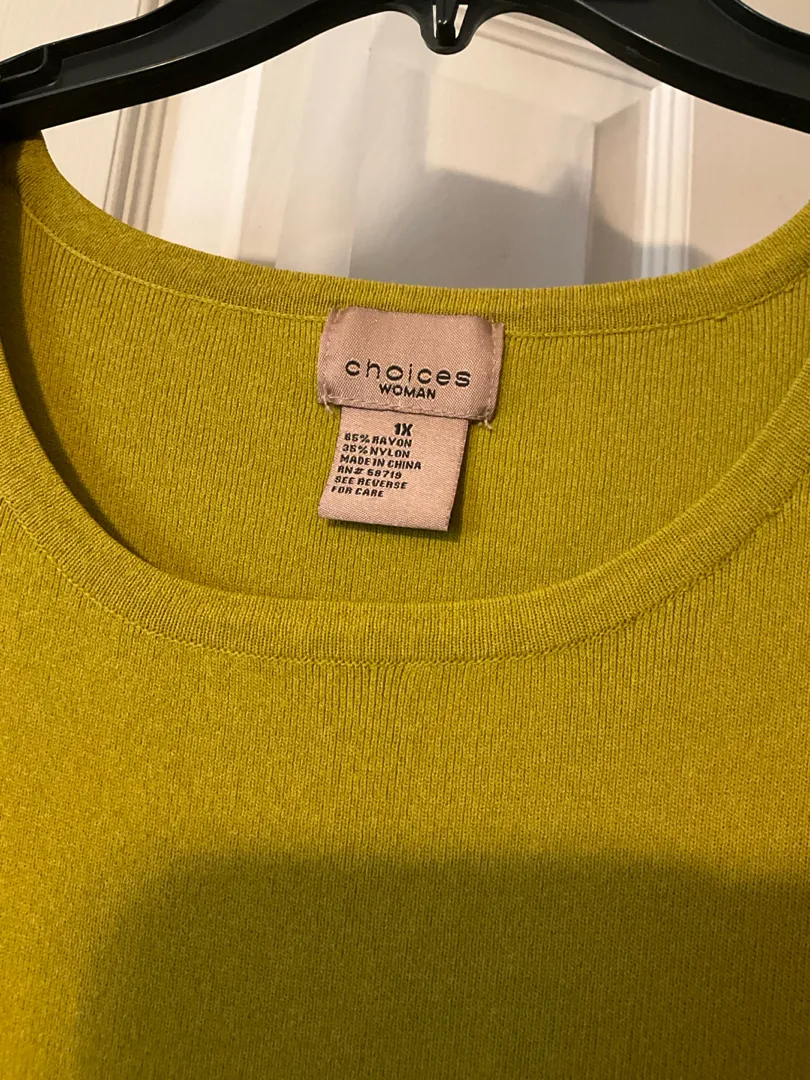 choices
WOMAN
1X
65% RAYON
35% NYLON
MADE IN CHINA
RN# 58719
SEE REVERSE
FOR CARE